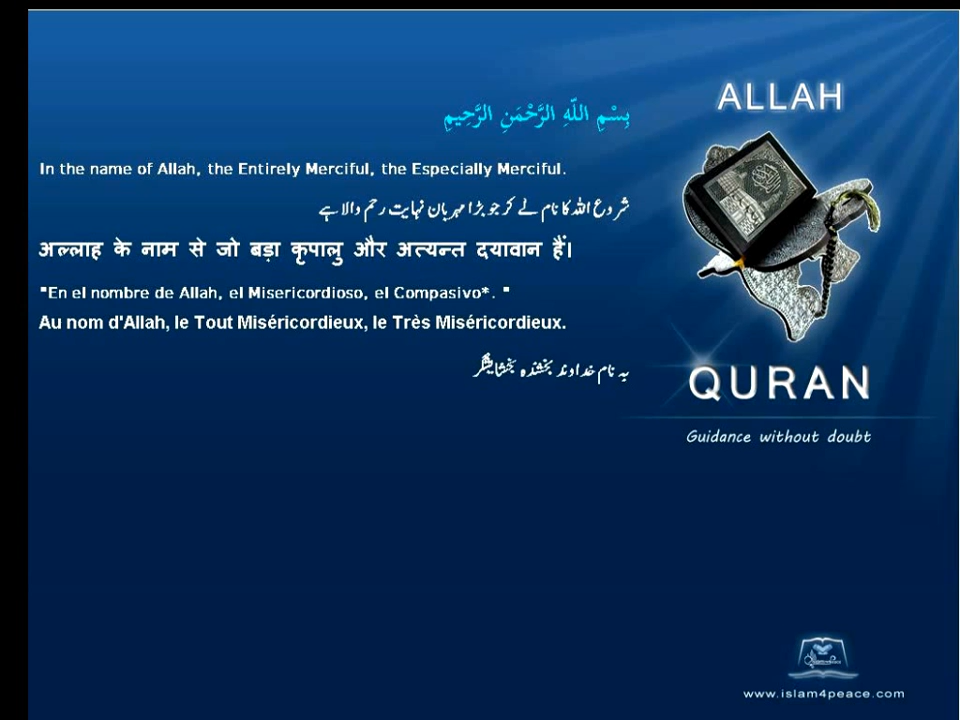 بِسْمِ اللّهِ الرَّحْمَنِ الرَّحِيمِ
In the name of Allah, the Entirely Merciful, the Especially Merciful.
شروع الله کا نام لے کر جو بڑا مہربان نہایت رحم والا ہے
अल्लाह के नाम से जो बड़ा कृपालु और अत्यन्त दयावान हैं।
"En el nombre de Allah, el Misericordioso, el Compasivo*. "
Au nom d'Allah, le Tout Miséricordieux, le Très Miséricordieux.
به نام خداوند بخشنده بخشایشگر
ALLAH
QURAN
Guidance without doubt
www.islam4peace.com